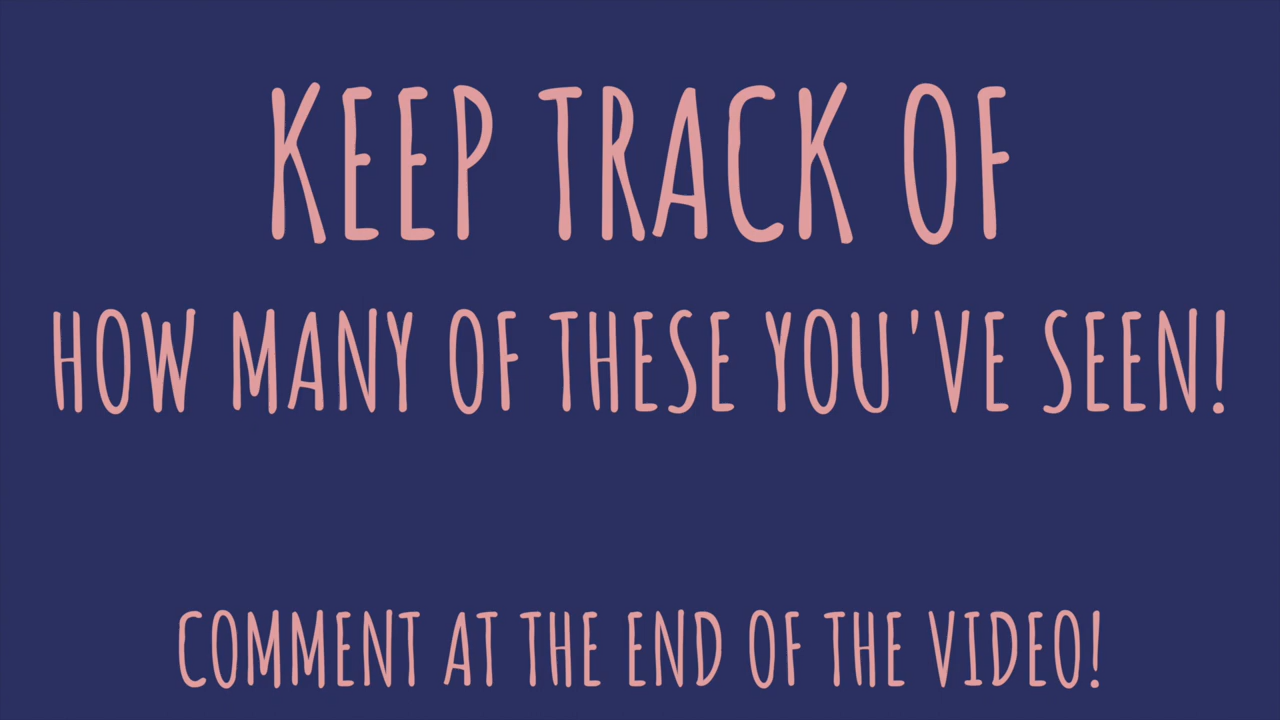 KEEP TRACK OF
HOW MANY OF THESE YOU'VE SEEN!
COMMENT AT THE END OF THE VIDEO!